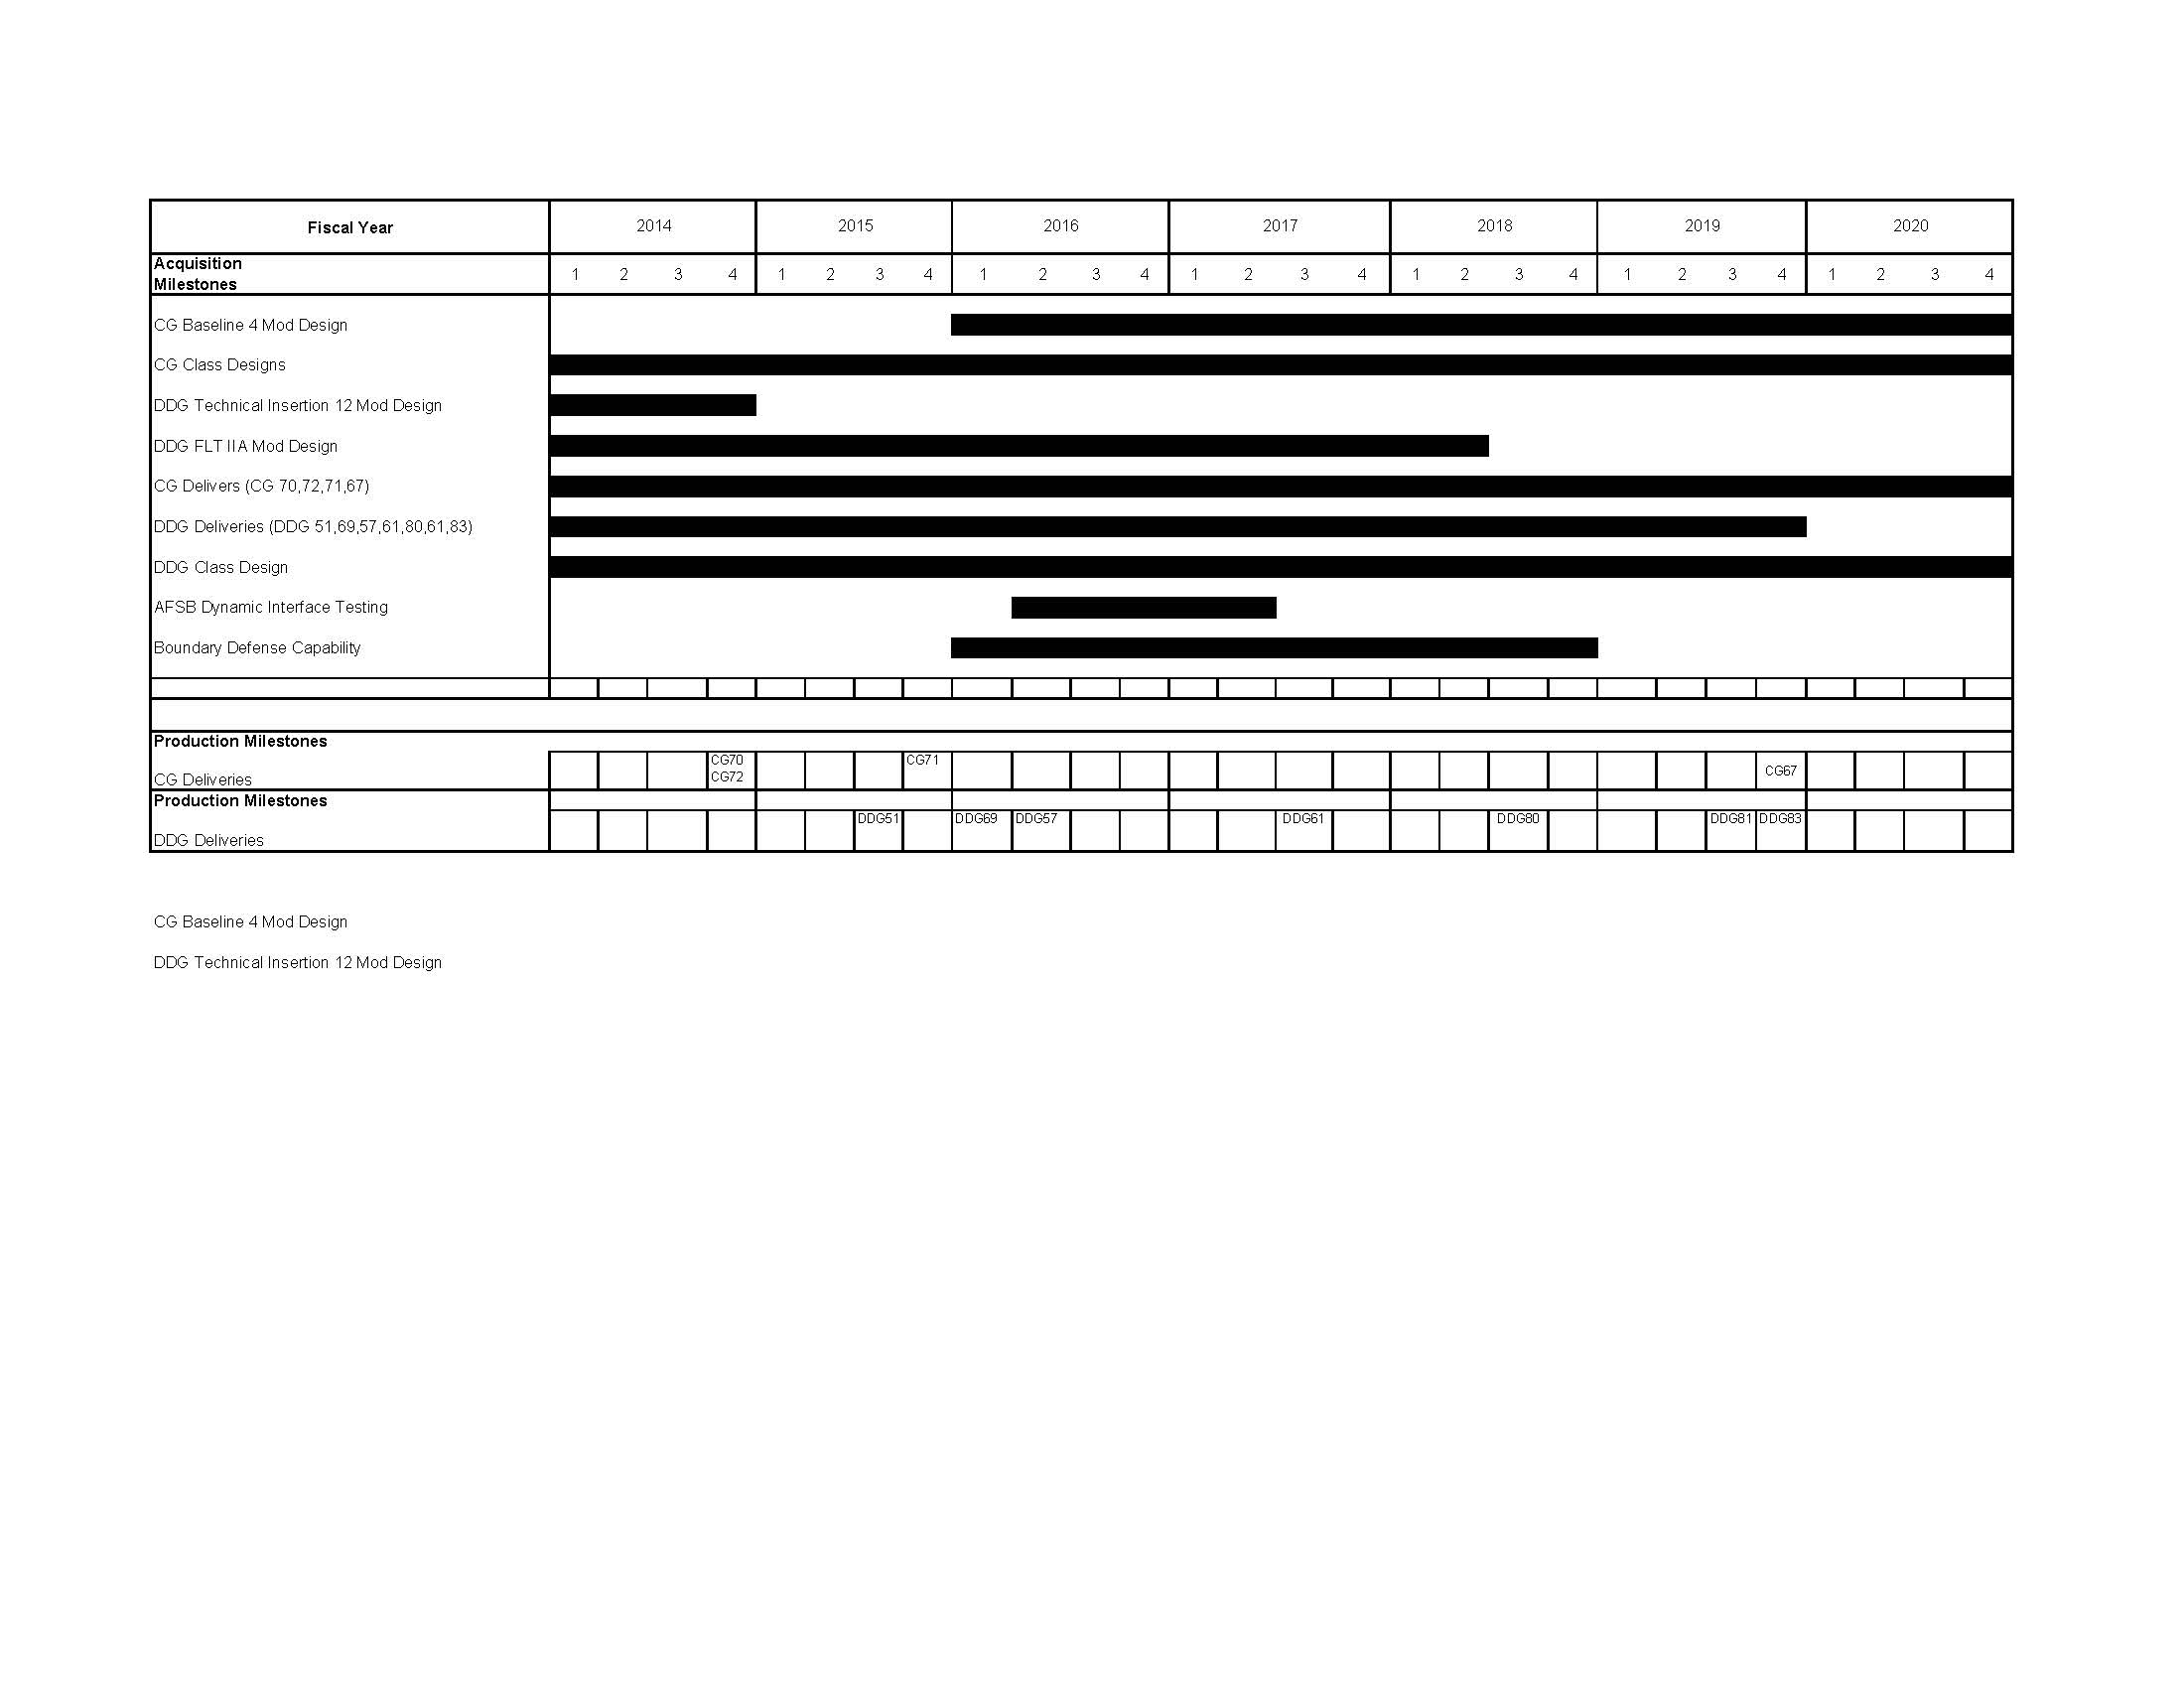 Fiscal Year 2014 2015 2016 2017 2018 2019 2020
Acquisition
Milestones 1 2 3 4 1 2 3 4 1 2 3 4 1 2 3 4 1 2 3 4 1 2 3 4 1 2 3 4
CG Baseline 4 Mod Design
CG Class Designs
DDG Technical Insertion 12 Mod Design
DDG FLT IIA Mod Design
CG Delivers (CG 70,72,71,67)
DDG Deliveries (DDG 51,69,57,61,80,61,83)
DDG Class Design
AFSB Dynamic Interface Testing
Boundary Defense Capability
Production Milestones
CG70 CG71
CG72 CG67
CG Deliveries
Production Milestones
DDG51 DDG69 DDG57 DDG61 DDG80 DDG81 DDG83
DDG Deliveries
CG Baseline 4 Mod Design
DDG Technical Insertion 12 Mod Design